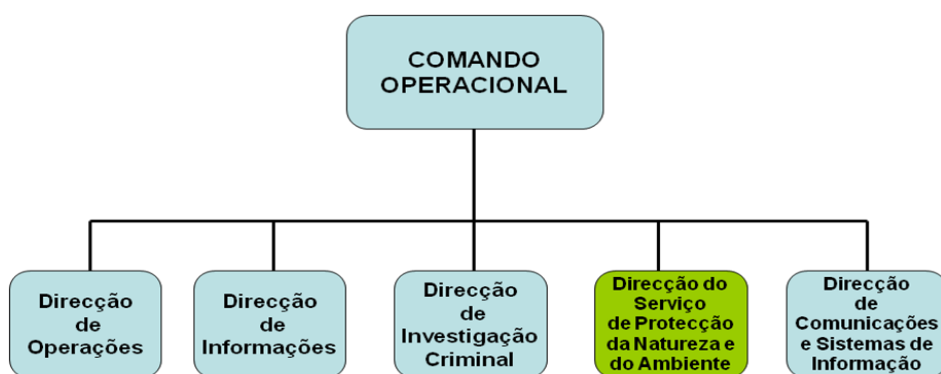 COMANDO
OPERACIONAL
Direcção
de
Operações
Direcção
de
Informações
Direcção
de
Investigação
Criminal
Direcção do
Serviço
de Protecção
da Natureza e
do Ambiente
Direcção
de
Comunicações
e Sistemas de
Informação